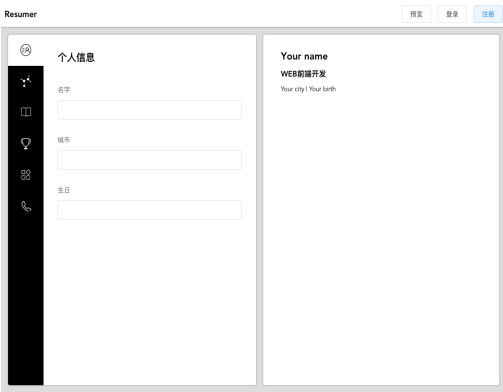 Resumer
预览
登录
注册
个人信息
名字
城市
生日
Your name
WEB前端开发
Your city | Your birth